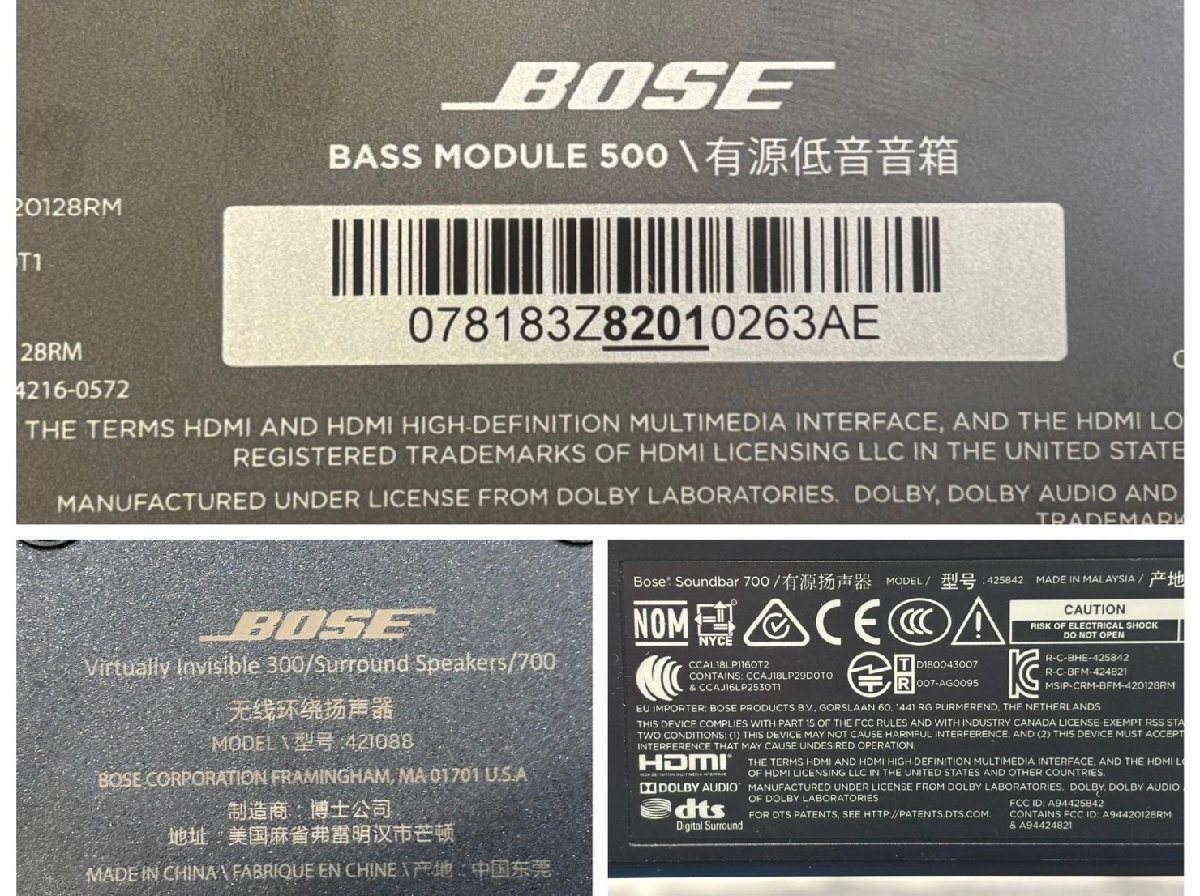 BOSE
BASS MODULE 500 \ 有源低音音箱
20128RM
T1
078183Z82010263AE
28RM
4216-0572
THE TERMS HDMI AND HDMI HIGH-DEFINITION MULTIMEDIA INTERFACE, AND THE HDMI LO
REGISTERED TRADEMARKS OF HDMI LICENSING LLC IN THE UNITED STATE
MANUFACTURED UNDER LICENSE FROM DOLBY LABORATORIES. DOLBY, DOLBY AUDIO AND
TRADEMARK
BOSE
Virtually Invisible 300/Surround Speakers/700
无线环绕扬声器
MODEL \ 型号 :421088
BOSE CORPORATION FRAMINGHAM, MA 01701 U.S.A
制造商：博士公司
地址：美国麻省弗雷明汉市芒顿
MADE IN CHINA \ FABRIQUE EN CHINE \ 产地：中国东莞
Bose® Soundbar 700 / 有源扬声器 MODEL / 型号 : 425842 MADE IN MALAYSIA / 产地
NOM
NYCE
CE
CCC
CAUTION
RISK OF ELECTRICAL SHOCK
DO NOT OPEN
CCAL18LP1160T2
CONTAINS: CCAJ18LP29D0T0
& CCAJ16LP2530T1
T D180043007
R 007-AG0095
R-C-BHE-425842
R-C-BFM-424821
MSIP-CRM-BFM-420128RM
EU IMPORTER: BOSE PRODUCTS B.V., GORSLAAN 60, 1441 RG PURMEREND, THE NETHERLANDS
THIS DEVICE COMPLIES WITH PART 15 OF THE FCC RULES AND WITH INDUSTRY CANADA LICENSE-EXEMPT RSS STA
TWO CONDITIONS: (1) THIS DEVICE MAY NOT CAUSE HARMFUL INTERFERENCE, AND (2) THIS DEVICE MUST ACCEPT
INTERFERENCE THAT MAY CAUSE UNDESIRED OPERATION.
HDMI
HIGH-DEFINITION MULTIMEDIA INTERFACE
THE TERMS HDMI AND HDMI HIGH-DEFINITION MULTIMEDIA INTERFACE, AND THE HDMI L
OF HDMI LICENSING LLC IN THE UNITED STATES AND OTHER COUNTRIES.
DOLBY AUDIO
MANUFACTURED UNDER LICENSE FROM DOLBY LABORATORIES. DOLBY, DOLBY AUDIO
OF DOLBY LABORATORIES
dts
Digital Surround
FOR DTS PATENTS, SEE HTTP://PATENTS.DTS.COM.
FCC ID: A94425842
CONTAINS FCC ID: A94420128RM
& A94424821